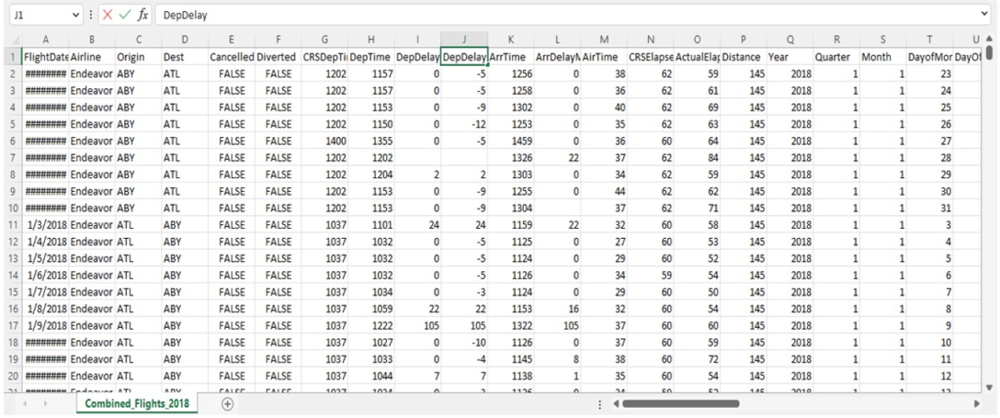 J1 fx DepDelay
A B C D E F G H I J K L M N O P Q R S T U
1 FlightDate Airline Origin Dest Cancelled Diverted CRSDepTi DepTime DepDelay DepDelay ArrTime ArrDelayM AirTime CRSElapse ActualElap Distance Year Quarter Month DayofMor DayOf
2 ######## Endeavor ABY ATL FALSE FALSE 1202 1157 0 -5 1256 0 38 62 59 145 2018 1 1 23
3 ######## Endeavor ABY ATL FALSE FALSE 1202 1157 0 -5 1258 0 36 62 61 145 2018 1 1 24
4 ######## Endeavor ABY ATL FALSE FALSE 1202 1153 0 -9 1302 0 40 62 69 145 2018 1 1 25
5 ######## Endeavor ABY ATL FALSE FALSE 1202 1150 0 -12 1253 0 35 62 63 145 2018 1 1 26
6 ######## Endeavor ABY ATL FALSE FALSE 1400 1355 0 -5 1459 0 36 60 64 145 2018 1 1 27
7 ######## Endeavor ABY ATL FALSE FALSE 1202 1202 1326 22 37 62 84 145 2018 1 1 28
8 ######## Endeavor ABY ATL FALSE FALSE 1202 1204 2 2 1303 0 34 62 59 145 2018 1 1 29
9 ######## Endeavor ABY ATL FALSE FALSE 1202 1153 0 -9 1255 0 44 62 62 145 2018 1 1 30
10 ######## Endeavor ABY ATL FALSE FALSE 1202 1153 0 -9 1304 37 62 71 145 2018 1 1 31
11 1/3/2018 Endeavor ATL ABY FALSE FALSE 1037 1101 24 24 1159 22 32 60 58 145 2018 1 1 3
12 1/4/2018 Endeavor ATL ABY FALSE FALSE 1037 1032 0 -5 1125 0 27 60 53 145 2018 1 1 4
13 1/5/2018 Endeavor ATL ABY FALSE FALSE 1037 1032 0 -5 1124 0 29 60 52 145 2018 1 1 5
14 1/6/2018 Endeavor ATL ABY FALSE FALSE 1037 1032 0 -5 1126 0 34 59 54 145 2018 1 1 6
15 1/7/2018 Endeavor ATL ABY FALSE FALSE 1037 1034 0 -3 1124 0 29 60 50 145 2018 1 1 7
16 1/8/2018 Endeavor ATL ABY FALSE FALSE 1037 1059 22 22 1153 16 32 60 54 145 2018 1 1 8
17 1/9/2018 Endeavor ATL ABY FALSE FALSE 1037 1222 105 105 1322 105 37 60 60 145 2018 1 1 9
18 ######## Endeavor ATL ABY FALSE FALSE 1037 1027 0 -10 1126 0 37 60 59 145 2018 1 1 10
19 ######## Endeavor ATL ABY FALSE FALSE 1037 1033 0 -4 1145 8 38 60 72 145 2018 1 1 11
20 ######## Endeavor ATL ABY FALSE FALSE 1037 1044 7 7 1138 1 35 60 54 145 2018 1 1 12
Combined_Flights_2018